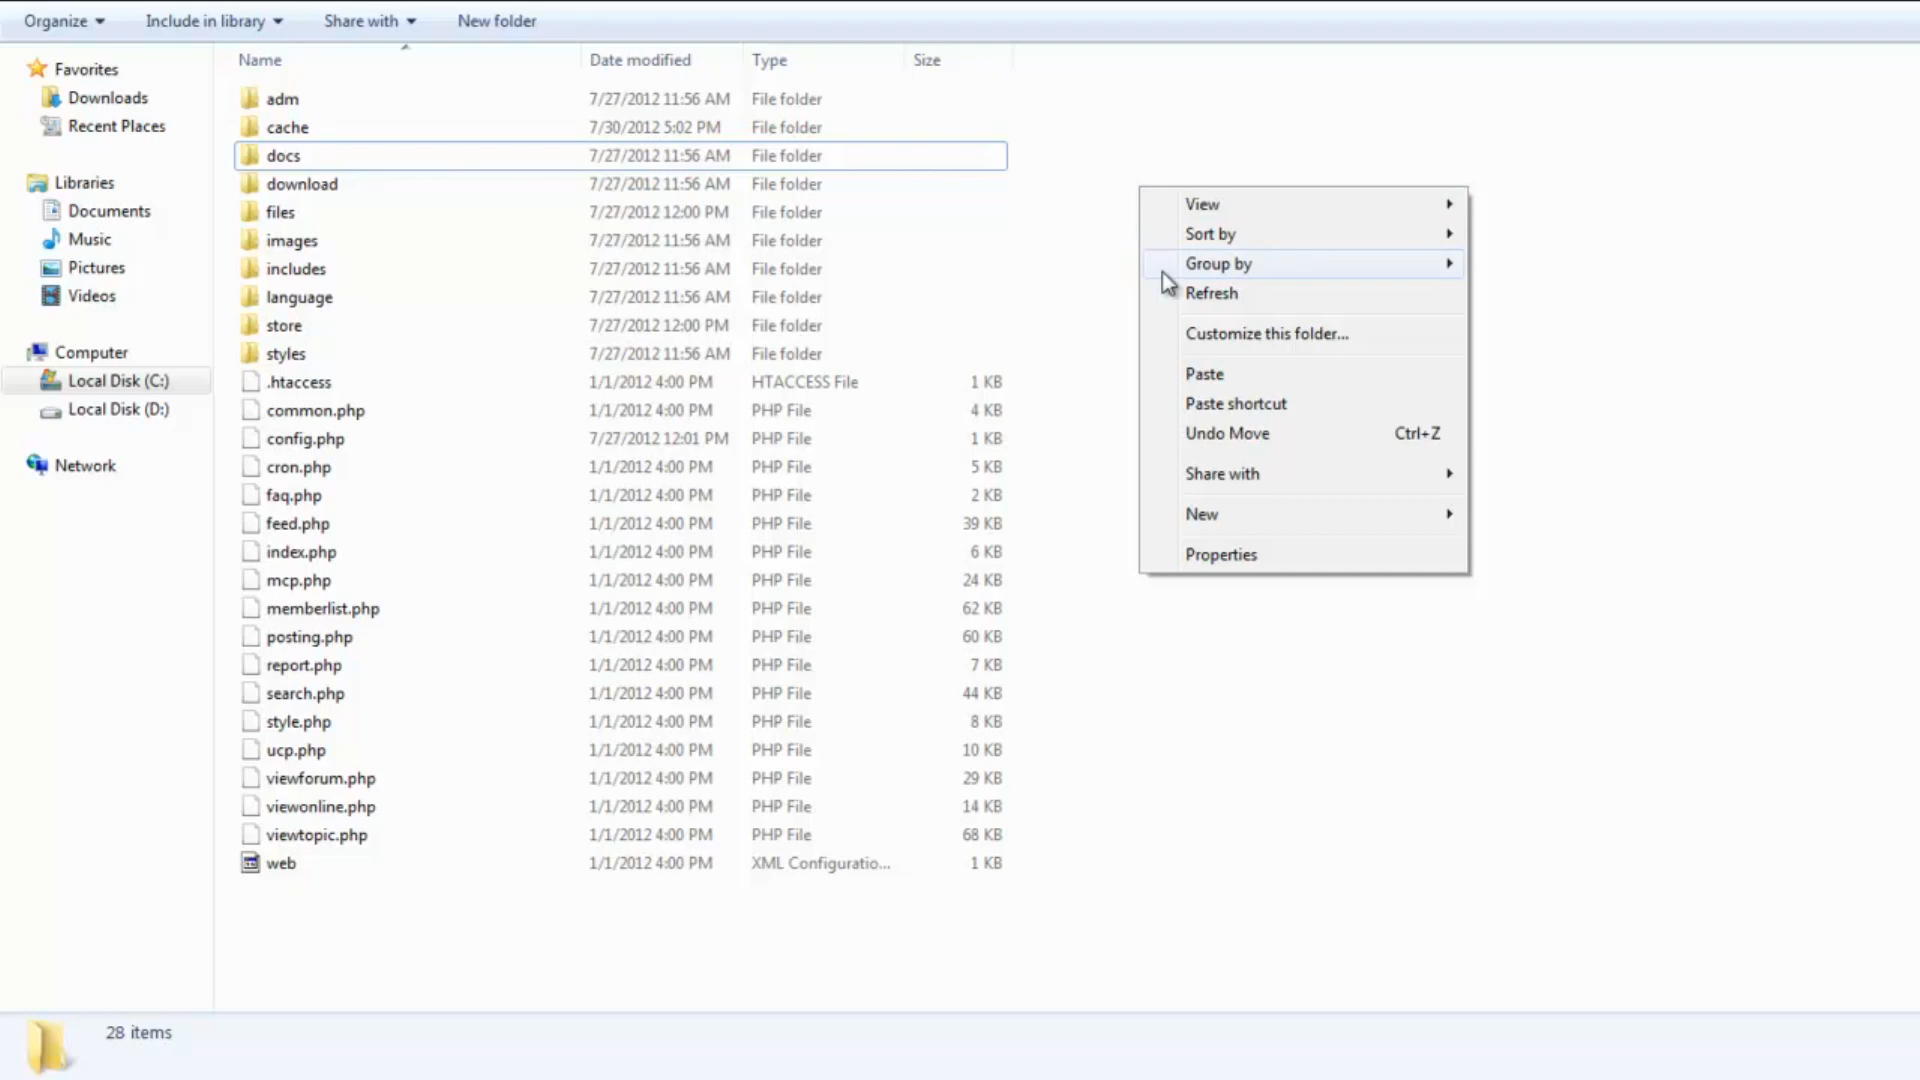 Organize Include in library Share with New folder
Favorites
Downloads
Recent Places
Libraries
Documents
Music
Pictures
Videos
Computer
Local Disk (C:)
Local Disk (D:)
Network
Name Date modified Type Size
adm 7/27/2012 11:56 AM File folder
cache 7/30/2012 5:02 PM File folder
docs 7/27/2012 11:56 AM File folder
download 7/27/2012 11:56 AM File folder
files 7/27/2012 12:00 PM File folder
images 7/27/2012 11:56 AM File folder
includes 7/27/2012 11:56 AM File folder
language 7/27/2012 11:56 AM File folder
store 7/27/2012 12:00 PM File folder
styles 7/27/2012 11:56 AM File folder
.htaccess 1/1/2012 4:00 PM HTACCESS File 1 KB
common.php 1/1/2012 4:00 PM PHP File 4 KB
config.php 7/27/2012 12:01 PM PHP File 1 KB
cron.php 1/1/2012 4:00 PM PHP File 5 KB
faq.php 1/1/2012 4:00 PM PHP File 2 KB
feed.php 1/1/2012 4:00 PM PHP File 39 KB
index.php 1/1/2012 4:00 PM PHP File 6 KB
mcp.php 1/1/2012 4:00 PM PHP File 24 KB
memberlist.php 1/1/2012 4:00 PM PHP File 62 KB
posting.php 1/1/2012 4:00 PM PHP File 60 KB
report.php 1/1/2012 4:00 PM PHP File 7 KB
search.php 1/1/2012 4:00 PM PHP File 44 KB
style.php 1/1/2012 4:00 PM PHP File 8 KB
ucp.php 1/1/2012 4:00 PM PHP File 10 KB
viewforum.php 1/1/2012 4:00 PM PHP File 29 KB
viewonline.php 1/1/2012 4:00 PM PHP File 14 KB
viewtopic.php 1/1/2012 4:00 PM PHP File 68 KB
web 1/1/2012 4:00 PM XML Configuratio... 1 KB
View
Sort by
Group by
Refresh
Customize this folder...
Paste
Paste shortcut
Undo Move Ctrl+Z
Share with
New
Properties
28 items